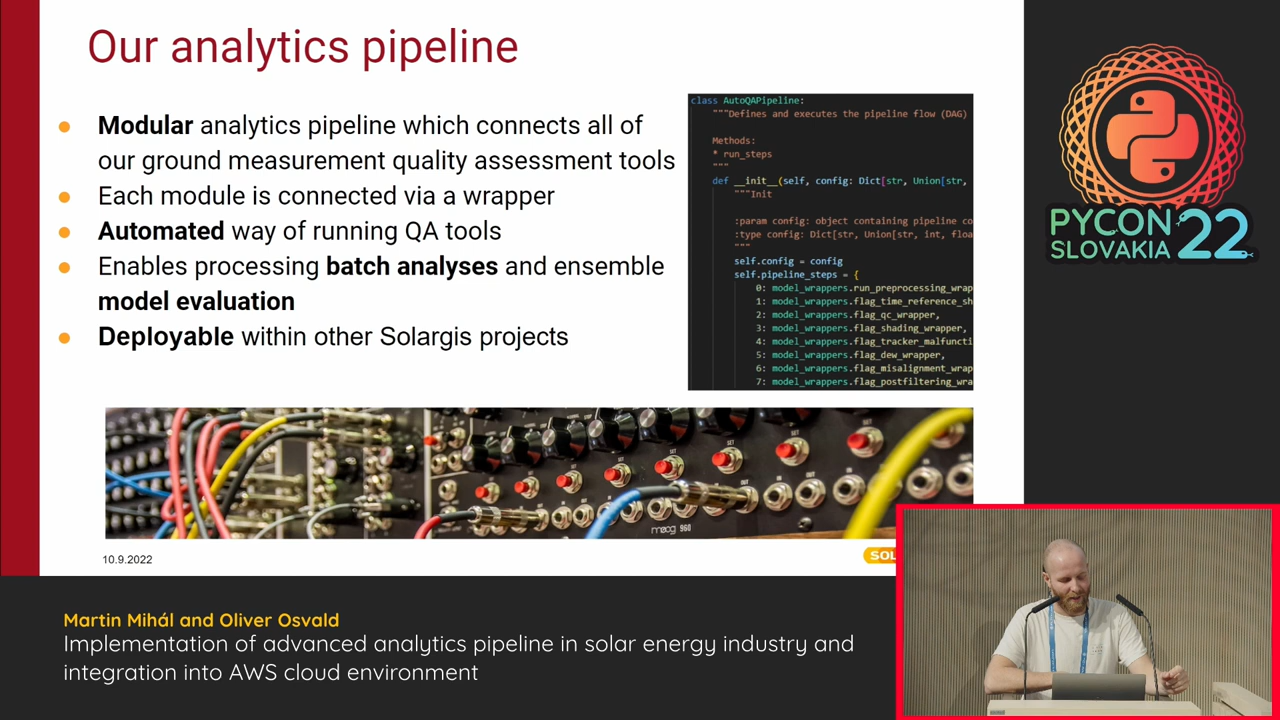 Our analytics pipeline
Modular analytics pipeline which connects all of
our ground measurement quality assessment tools
Each module is connected via a wrapper
Automated way of running QA tools
Enables processing batch analyses and ensemble
model evaluation
Deployable within other Solargis projects
class AutoQAPipeline:
"""Defines and executes the pipeline flow (DAG)
Methods:
* run_steps
"""
def __init__(self, config: Dict[str, Union[str,
"""Init
:param config: object containing pipeline co
:type config: Dict[str, Union[str, int, floa
"""
self.config = config
self.pipeline_steps = {
0: model_wrappers.run_preprocessing_wrap
1: model_wrappers.flag_time_reference_sh
2: model_wrappers.flag_qc_wrapper,
3: model_wrappers.flag_shading_wrapper,
4: model_wrappers.flag_tracker_malfuncti
5: model_wrappers.flag_dew_wrapper,
6: model_wrappers.flag_misalignment_wrap
7: model_wrappers.flag_postfiltering_wra
moog 960
10.9.2022
SOL
PYCON
SLOVAKIA 22
Martin Mihál and Oliver Osvald
Implementation of advanced analytics pipeline in solar energy industry and
integration into AWS cloud environment